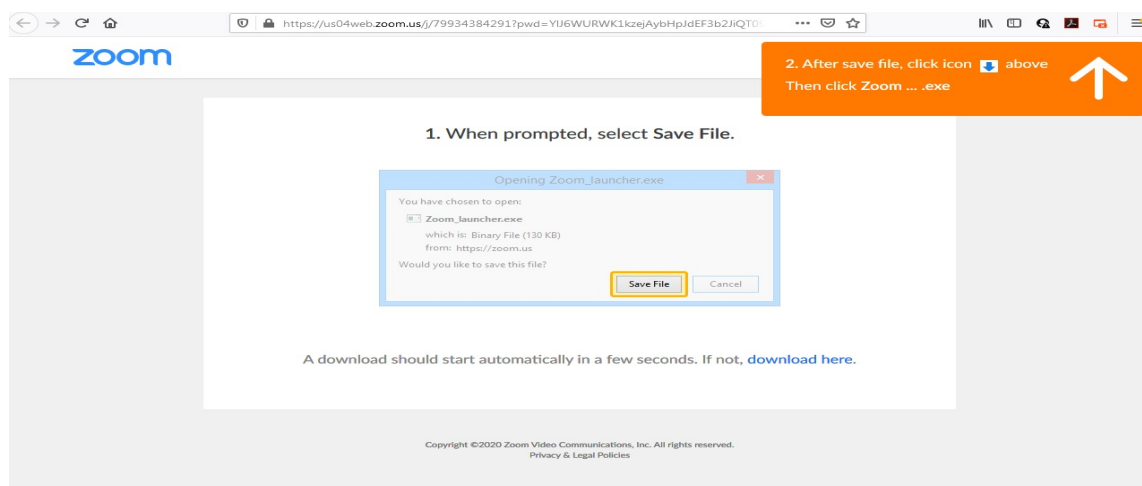 https://us04web.zoom.us/j/79934384291?pwd=YlJ6WURWK1kzejAybHpJdEF3b2JiQT0
zoom
2. After save file, click icon above
Then click Zoom ... .exe
1. When prompted, select Save File.
Opening Zoom_launcher.exe
You have chosen to open:
Zoom_launcher.exe
which is: Binary File (130 KB)
from: https://zoom.us
Would you like to save this file?
Save File Cancel
A download should start automatically in a few seconds. If not, download here.
Copyright ©2020 Zoom Video Communications, Inc. All rights reserved.
Privacy & Legal Policies